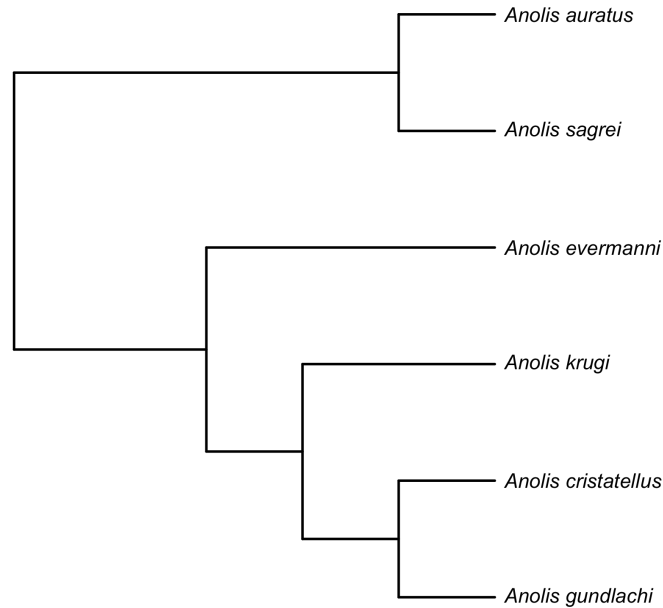 Anolis auratus
Anolis sagrei
Anolis evermanni
Anolis krugi
Anolis cristatellus
Anolis gundlachi